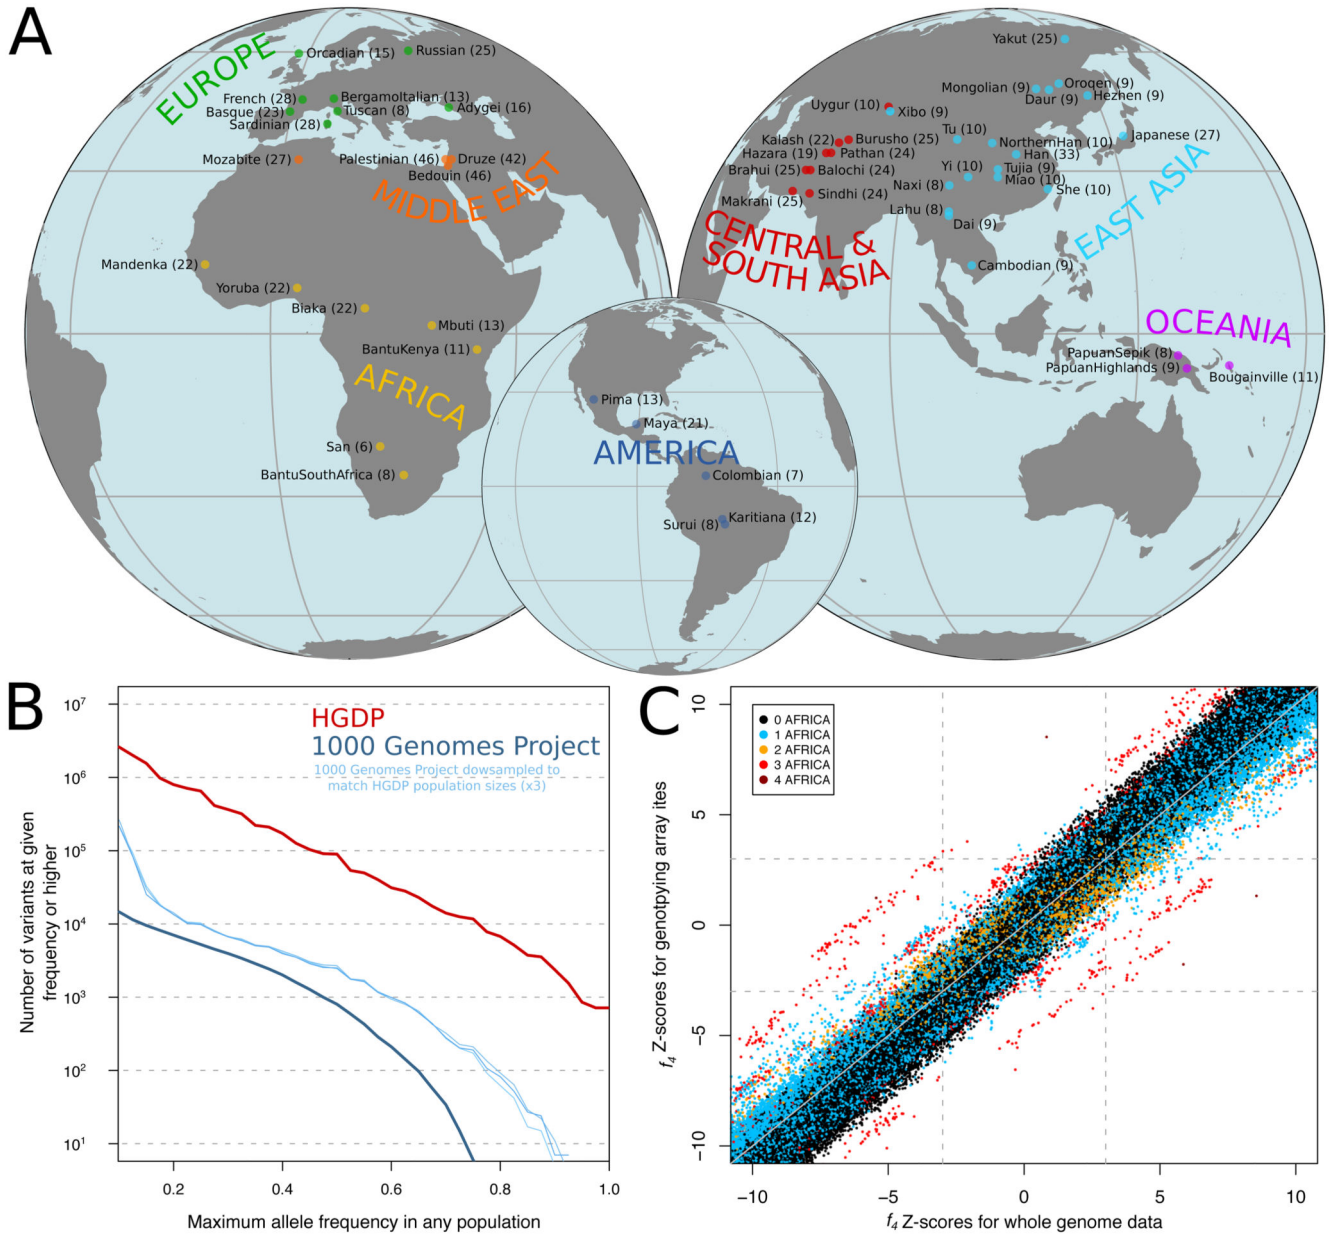 A
EUROPE
Orcadian (15)
Russian (25)
French (28)
BergamoItalian (13)
Basque (23)
Tuscan (8)
Adygei (16)
Sardinian (28)
Mozabite (27)
Palestinian (46)
Druze (42)
Bedouin (46)
MIDDLE EAST
Mandenka (22)
Yoruba (22)
Biaka (22)
Mbuti (13)
BantuKenya (11)
AFRICA
San (6)
BantuSouthAfrica (8)
Yakut (25)
Mongolian (9)
Oroqen (9)
Daur (9)
Hezhen (9)
Uygur (10)
Xibo (9)
Tu (10)
Japanese (27)
Kalash (22)
Burusho (25)
NorthernHan (10)
Hazara (19)
Pathan (24)
Han (33)
Brahui (25)
Balochi (24)
Yi (10)
Tujia (9)
Miao (10)
Naxi (8)
She (10)
Makrani (25)
Sindhi (24)
Lahu (8)
Dai (9)
EAST ASIA
CENTRAL &
SOUTH ASIA
Cambodian (9)
OCEANIA
PapuanSepik (8)
PapuanHighlands (9)
Bougainville (11)
Pima (13)
Maya (21)
AMERICA
Colombian (7)
Karitiana (12)
Surui (8)
B
HGDP
1000 Genomes Project
1000 Genomes Project dowsampled to
match HGDP population sizes (x3)
Number of variants at given
frequency or higher
10⁷
10⁶
10⁵
10⁴
10³
10²
10¹
0.2 0.4 0.6 0.8 1.0
Maximum allele frequency in any population
C
0 AFRICA
1 AFRICA
2 AFRICA
3 AFRICA
4 AFRICA
f₄ Z-scores for genotpying array ites
10
5
0
−5
−10
−10 −5 0 5 10
f₄ Z-scores for whole genome data